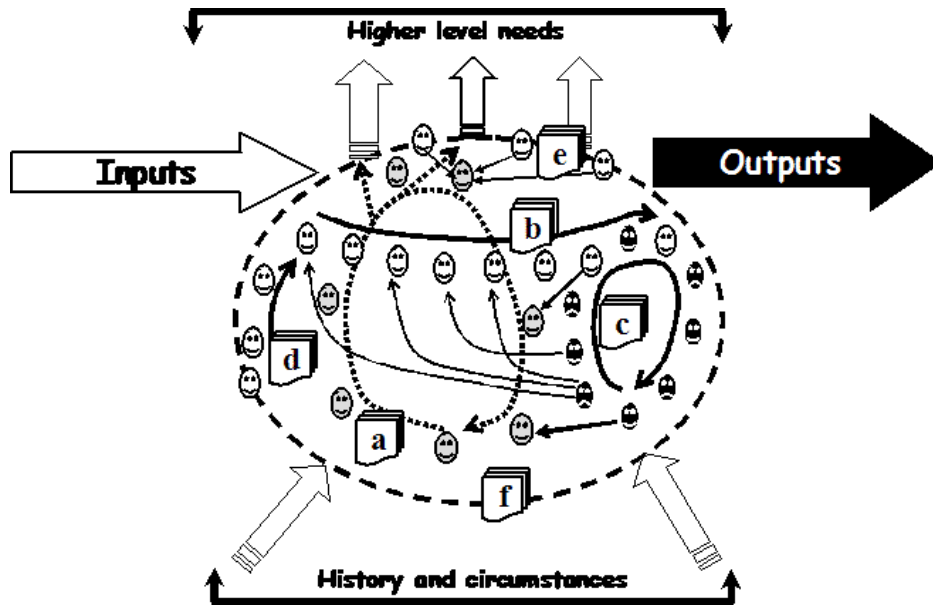 Higher level needs
Inputs
Outputs
e
b
c
d
a
f
History and circumstances